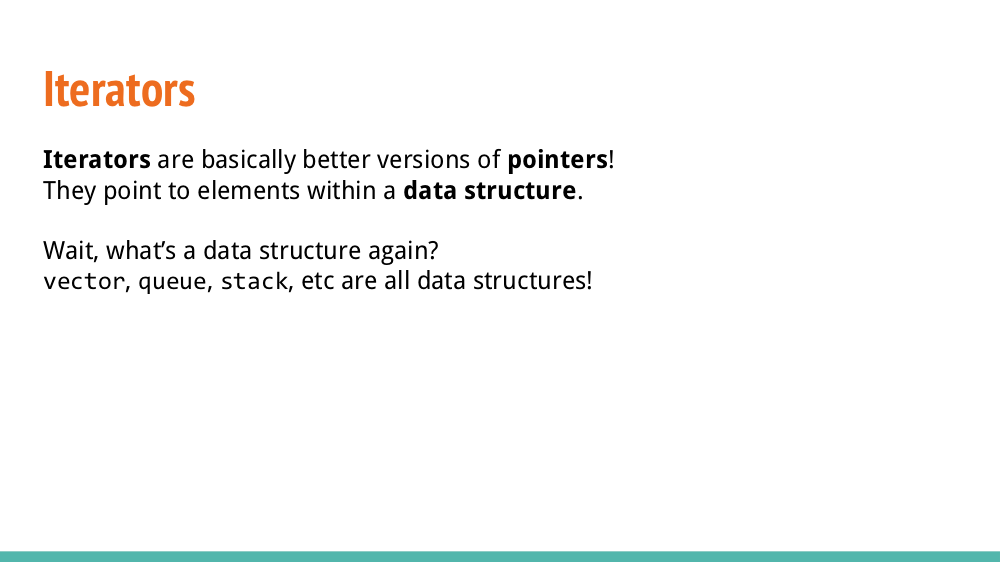 Iterators
Iterators are basically better versions of pointers!
They point to elements within a data structure.
Wait, what’s a data structure again?
vector, queue, stack, etc are all data structures!